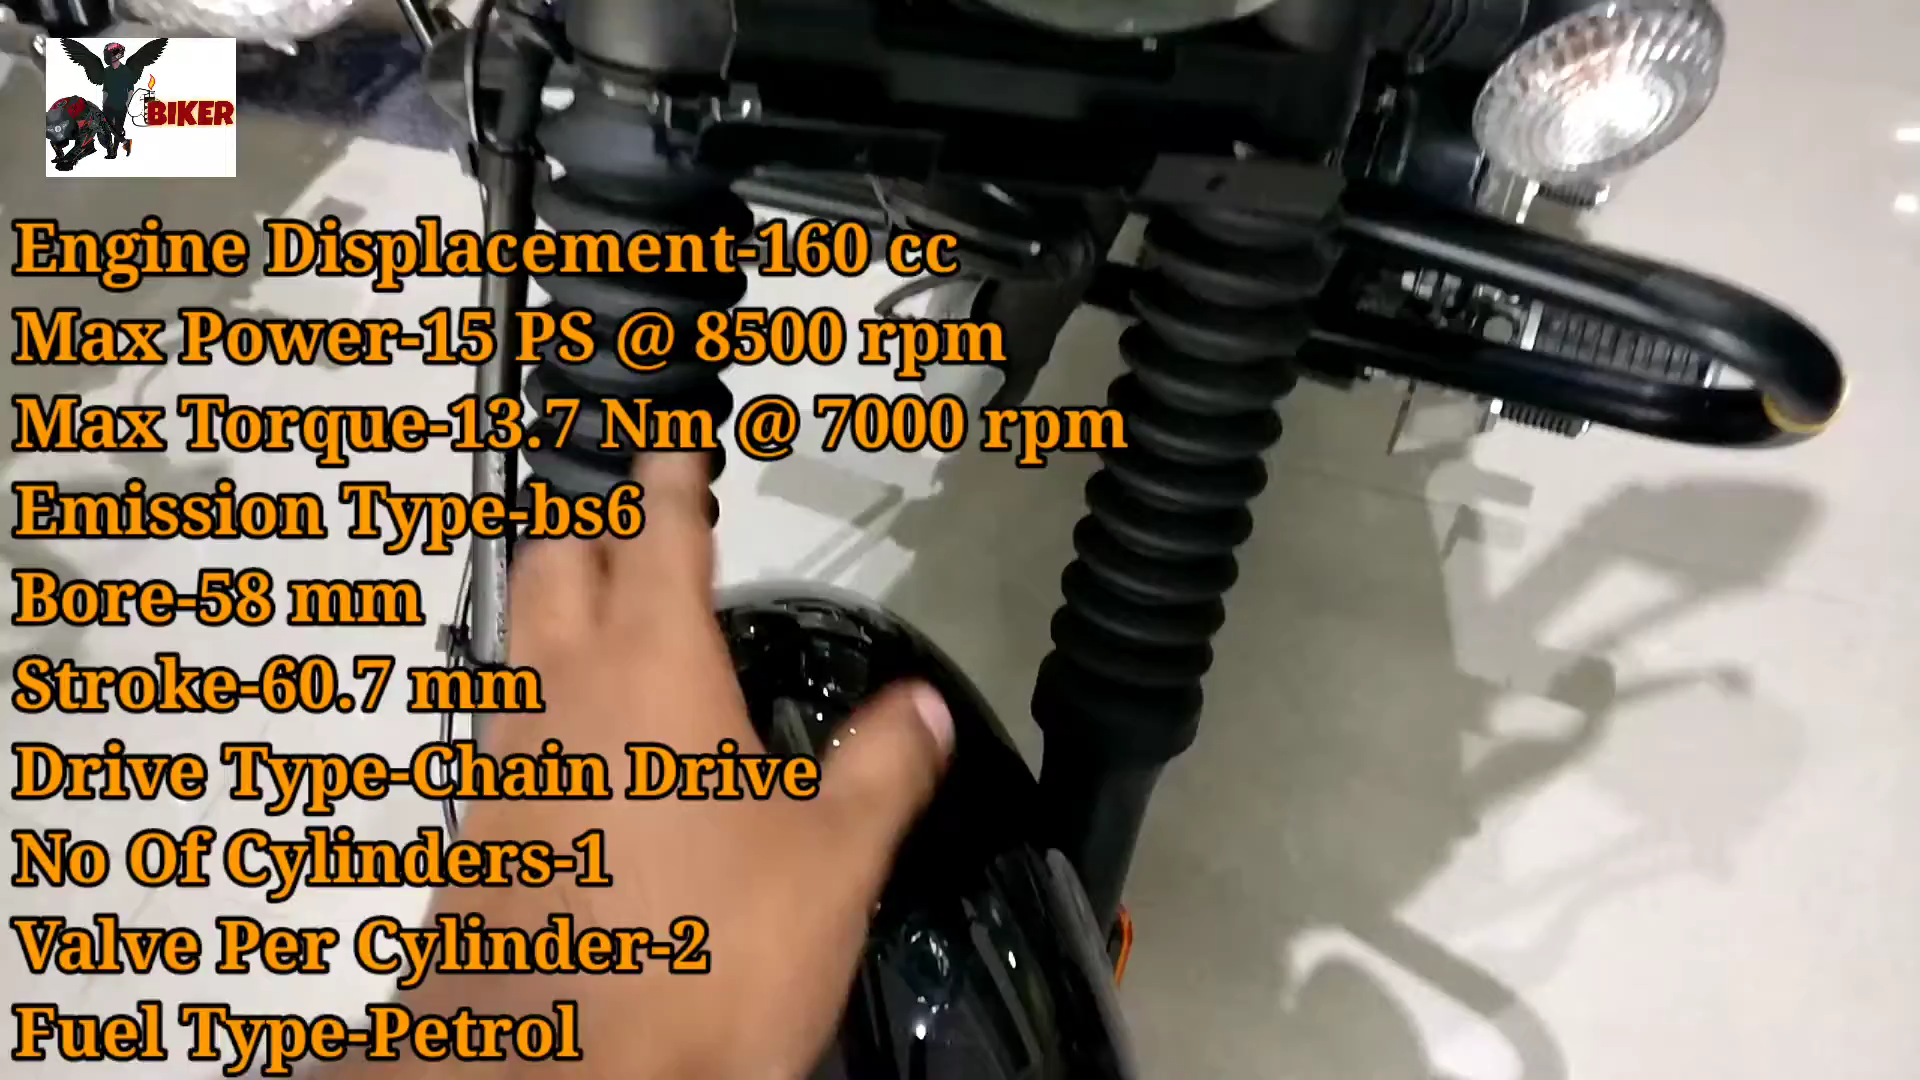 BIKER
Engine Displacement-160 cc
Max Power-15 PS @ 8500 rpm
Max Torque-13.7 Nm @ 7000 rpm
Emission Type-bs6
Bore-58 mm
Stroke-60.7 mm
Drive Type-Chain Drive
No Of Cylinders-1
Valve Per Cylinder-2
Fuel Type-Petrol